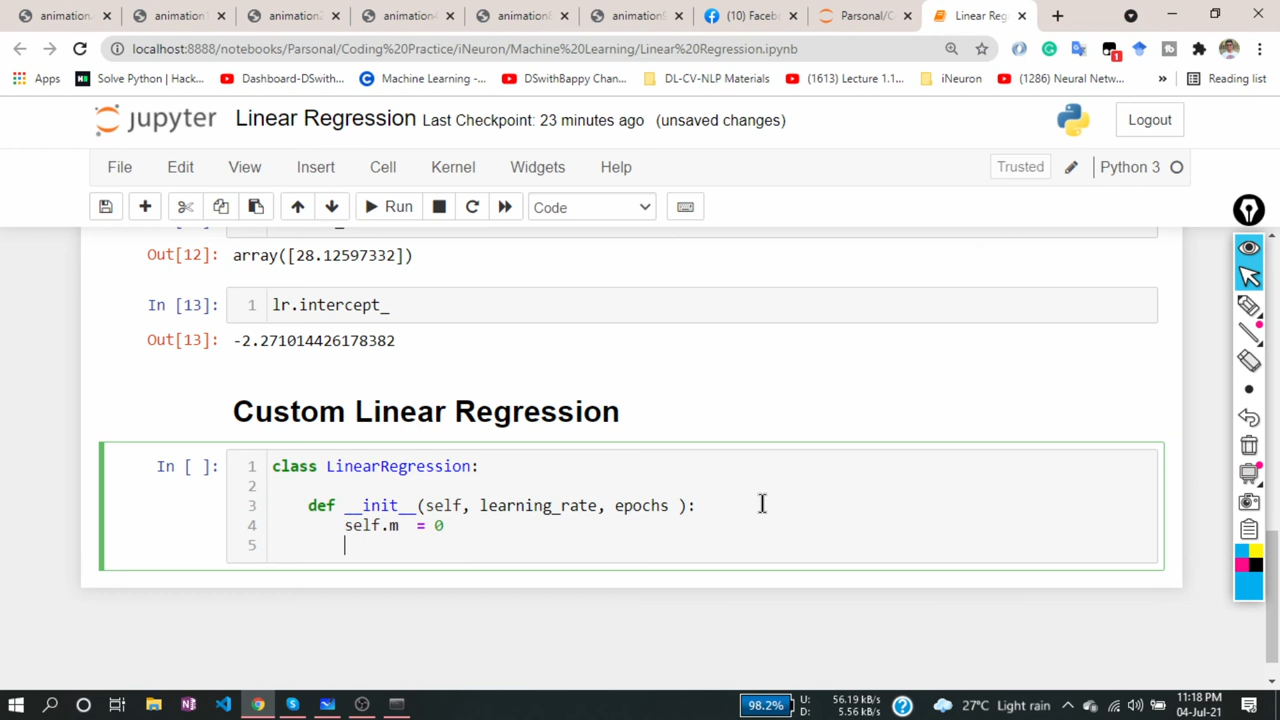 animation. animation1 animation2 animation4 animation8 animation9 (10) Faceb Parsonal/C Linear Reg
localhost:8888/notebooks/Parsonal/Coding%20Practice/iNeuron/Machine%20Learning/Linear%20Regression.ipynb
Apps Solve Python | Hack... Dashboard-DSwith... Machine Learning -... DSwithBappy Chan... DL-CV-NLP Materials (1613) Lecture 1.1... iNeuron (1286) Neural Netw... » Reading list
jupyter Linear Regression Last Checkpoint: 23 minutes ago (unsaved changes) Logout
File Edit View Insert Cell Kernel Widgets Help Trusted Python 3
Run Code
Out[12]: array([28.12597332])
In [13]: 1 lr.intercept_
Out[13]: -2.271014426178382
Custom Linear Regression
In [ ]: 1 class LinearRegression:
2
3 def __init__(self, learning_rate, epochs ):
4 self.m = 0
5
98.2% U: 56.19 kB/s
D: 5.56 kB/s
27°C Light rain
11:18 PM
04-Jul-21